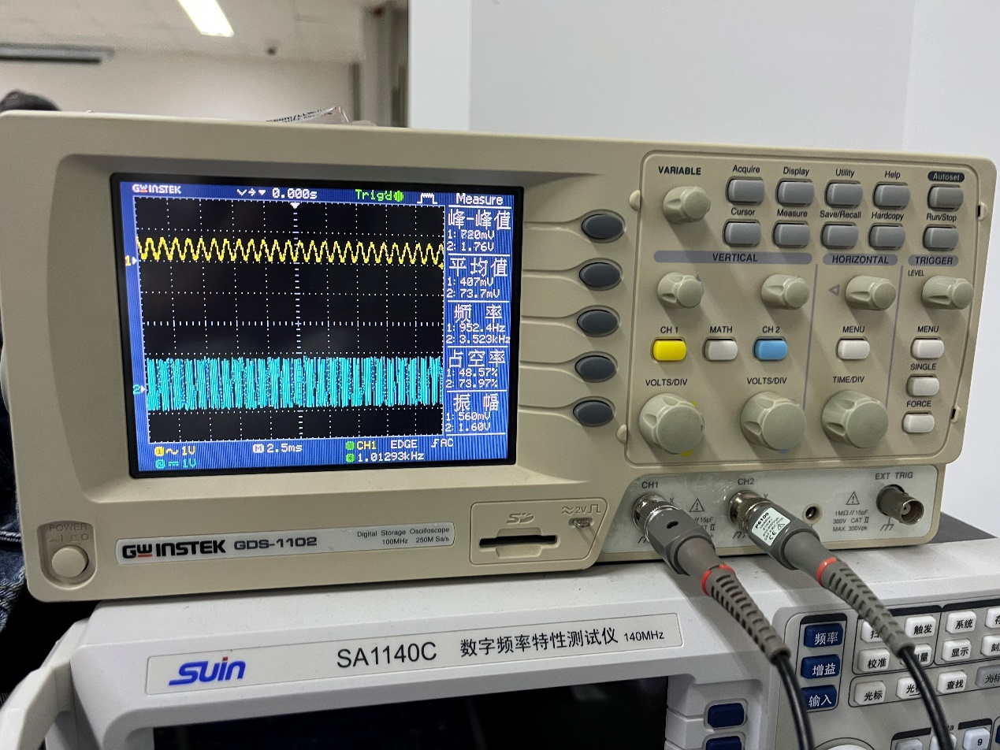 GWINSTEK
0.000s
Trig'd
Measure
峰-峰值
1: 720mV
2: 1.76V
平均值
1: 407mV
2: 73.7mV
频 率
1: 952.4Hz
2: 3.523kHz
占空率
1: 48.57%
2: 73.97%
振 幅
1: 560mV
2: 1.60V
1
2
1 ~ 1V
M 2.5ms
CH1 EDGE AC
2 1V
1.01293kHz
VARIABLE
Acquire
Display
Utility
Help
Autoset
Cursor
Measure
Save/Recall
Hardcopy
Run/Stop
VERTICAL
HORIZONTAL
TRIGGER
LEVEL
CH 1
MATH
CH 2
MENU
MENU
SINGLE
VOLTS/DIV
VOLTS/DIV
TIME/DIV
FORCE
CH1
CH2
EXT TRIG
X
1MΩ//15pF
300V CAT II
MAX. 300Vpk
P6100
POWER
GWINSTEK GDS-1102
Digital Storage Oscilloscope
100MHz 250M Sa/s
SD
≈2V
suin
SA1140C 数字频率特性测试仪 140MHz
频率
增益
输入
触发
系统
校准
显示
光标
查找
9